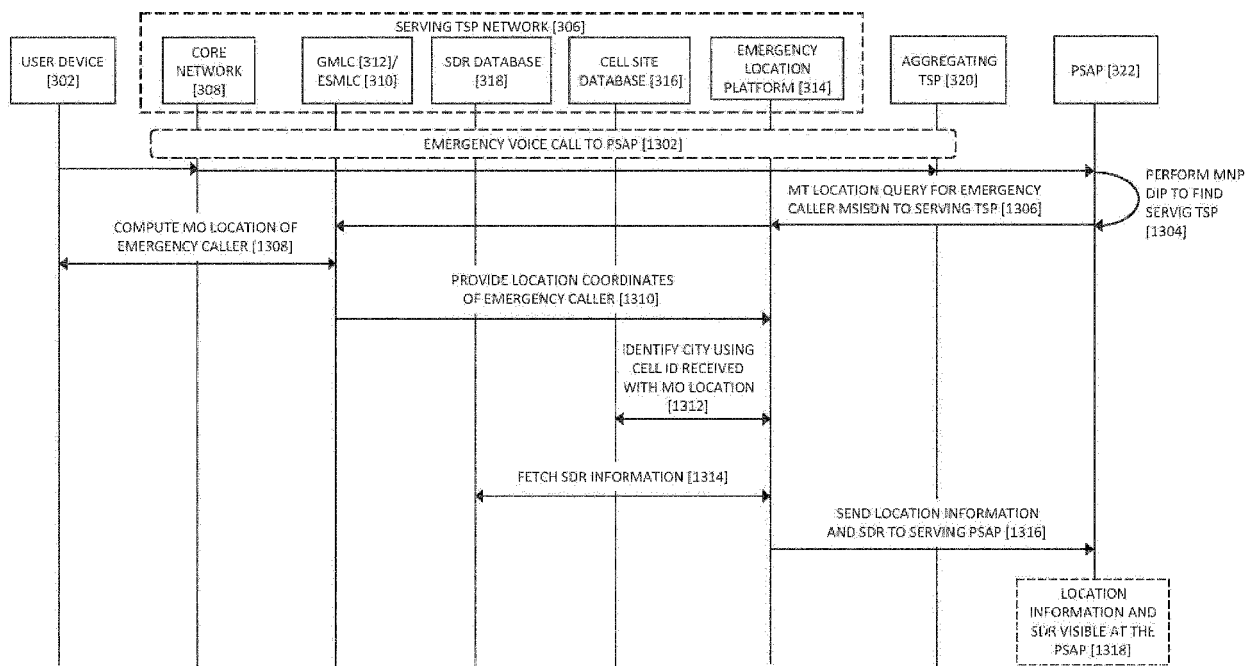 SERVING TSP NETWORK [306]
USER DEVICE
[302]
CORE
NETWORK
[308]
GMLC [312]/
ESMLC [310]
SDR DATABASE
[318]
CELL SITE
DATABASE [316]
EMERGENCY
LOCATION
PLATFORM [314]
AGGREGATING
TSP [320]
PSAP [322]
EMERGENCY VOICE CALL TO PSAP [1302]
PERFORM MNP
DIP TO FIND
SERVIG TSP
[1304]
MT LOCATION QUERY FOR EMERGENCY
CALLER MSISDN TO SERVING TSP [1306]
COMPUTE MO LOCATION OF
EMERGENCY CALLER [1308]
PROVIDE LOCATION COORDINATES
OF EMERGENCY CALLER [1310]
IDENTIFY CITY USING
CELL ID RECEIVED
WITH MO LOCATION
[1312]
FETCH SDR INFORMATION [1314]
SEND LOCATION INFORMATION
AND SDR TO SERVING PSAP [1316]
LOCATION
INFORMATION AND
SDR VISIBLE AT THE
PSAP [1318]